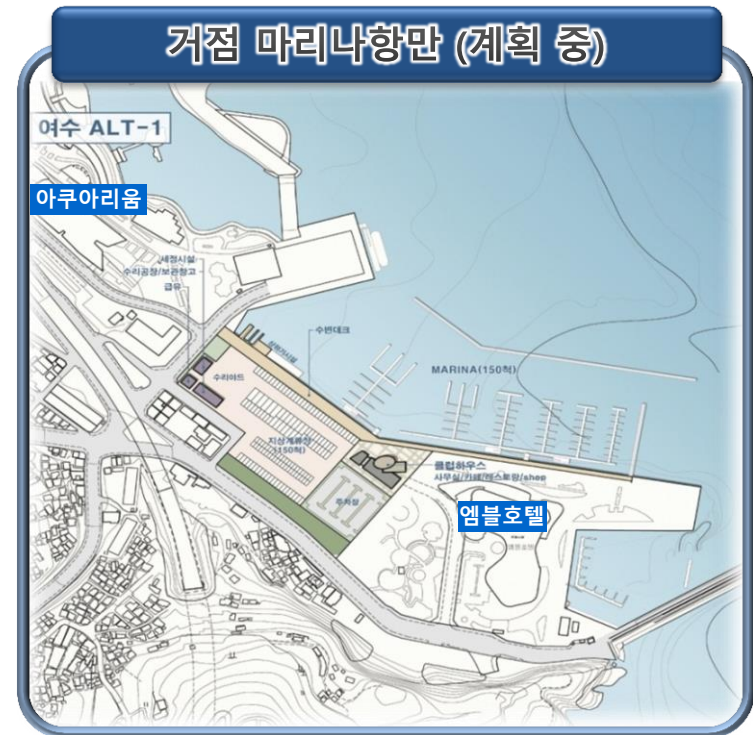 거점 마리나항만 (계획 중)
여수 ALT-1
아쿠아리움
세정시설
수리공장/보관창고
급유
수변데크
MARINA(150척)
수리야드
지상계류장
(150척)
클럽하우스
사무실/카페/레스토랑/shop
주차장
엠블호텔